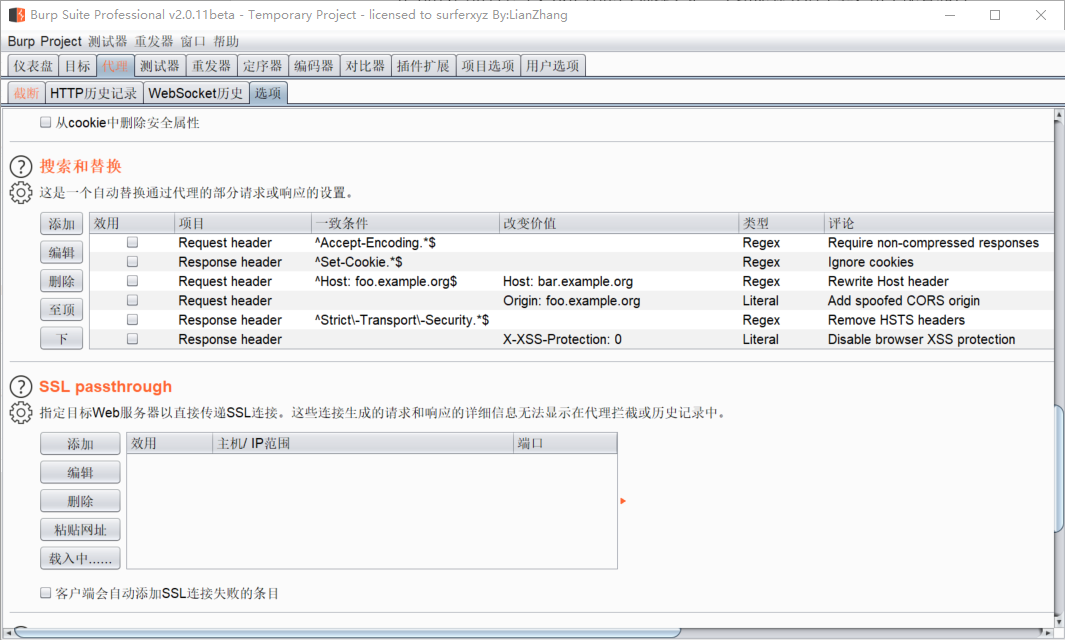 Burp Suite Professional v2.0.11beta - Temporary Project - licensed to surferxyz By:LianZhang
Burp Project 测试器 重发器 窗口 帮助
仪表盘 目标 代理 测试器 重发器 定序器 编码器 对比器 插件扩展 项目选项 用户选项
截断 HTTP历史记录 WebSocket历史 选项
从cookie中删除安全属性
? 搜索和替换
这是一个自动替换通过代理的部分请求或响应的设置。
添加 效用 项目 一致条件 改变价值 类型 评论
Request header ^Accept-Encoding.*$ Regex Require non-compressed responses
编辑 Response header ^Set-Cookie.*$ Regex Ignore cookies
删除 Request header ^Host: foo.example.org$ Host: bar.example.org Regex Rewrite Host header
至顶 Request header Origin: foo.example.org Literal Add spoofed CORS origin
Response header ^Strict\-Transport\-Security.*$ Regex Remove HSTS headers
下 Response header X-XSS-Protection: 0 Literal Disable browser XSS protection
? SSL passthrough
指定目标Web服务器以直接传递SSL连接。这些连接生成的请求和响应的详细信息无法显示在代理拦截或历史记录中。
添加 效用 主机/ IP范围 端口
编辑
删除
粘贴网址
载入中......
客户端会自动添加SSL连接失败的条目